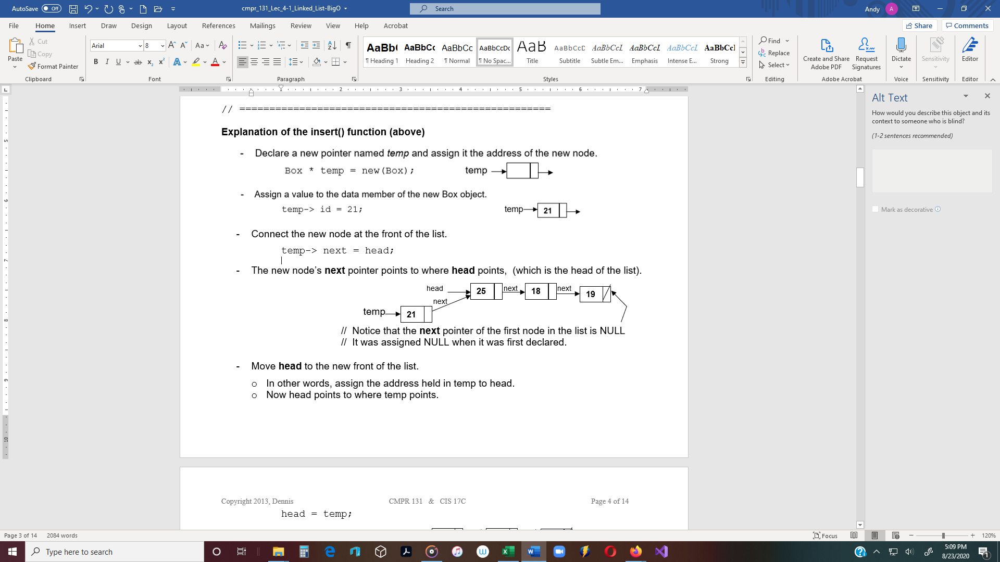 AutoSave Off
cmpr_131_Lec_4-1_Linked_List-BigO
Search
Andy A
File Home Insert Draw Design Layout References Mailings Review View Help Acrobat
Share Comments
Paste
Cut
Copy
Format Painter
Clipboard
Arial 8
Font
Paragraph
AaBb( AaBbCc AaBbCc AaBbCcDc AaB AaBbCcD AaBbCcL AaBbCcL AaBbCcL AaBbCcl
¶ Heading 1 Heading 2 ¶ Normal ¶ No Spac... Title Subtitle Subtle Em... Emphasis Intense E... Strong
Styles
Find
Replace
Select
Editing
Create and Share Adobe PDF
Request Signatures
Adobe Acrobat
Dictate
Voice
Sensitivity
Sensitivity
Editor
Editor
1 2 3 4 5 6 7
5
6
7
8
9
10
// ====================================================
Explanation of the insert() function (above)
- Declare a new pointer named temp and assign it the address of the new node.
Box * temp = new(Box); temp
- Assign a value to the data member of the new Box object.
temp-> id = 21; temp 21
- Connect the new node at the front of the list.
temp-> next = head;
- The new node’s next pointer points to where head points, (which is the head of the list).
head 25 next 18 next 19
next
temp 21
// Notice that the next pointer of the first node in the list is NULL
// It was assigned NULL when it was first declared.
- Move head to the new front of the list.
o In other words, assign the address held in temp to head.
o Now head points to where temp points.
Copyright 2013, Dennis CMPR 131 & CIS 17C Page 4 of 14
head = temp;
Alt Text
How would you describe this object and its
context to someone who is blind?
(1-2 sentences recommended)
Mark as decorative
Page 3 of 14 2084 words
Focus
120%
Type here to search
5:09 PM
8/23/2020
1